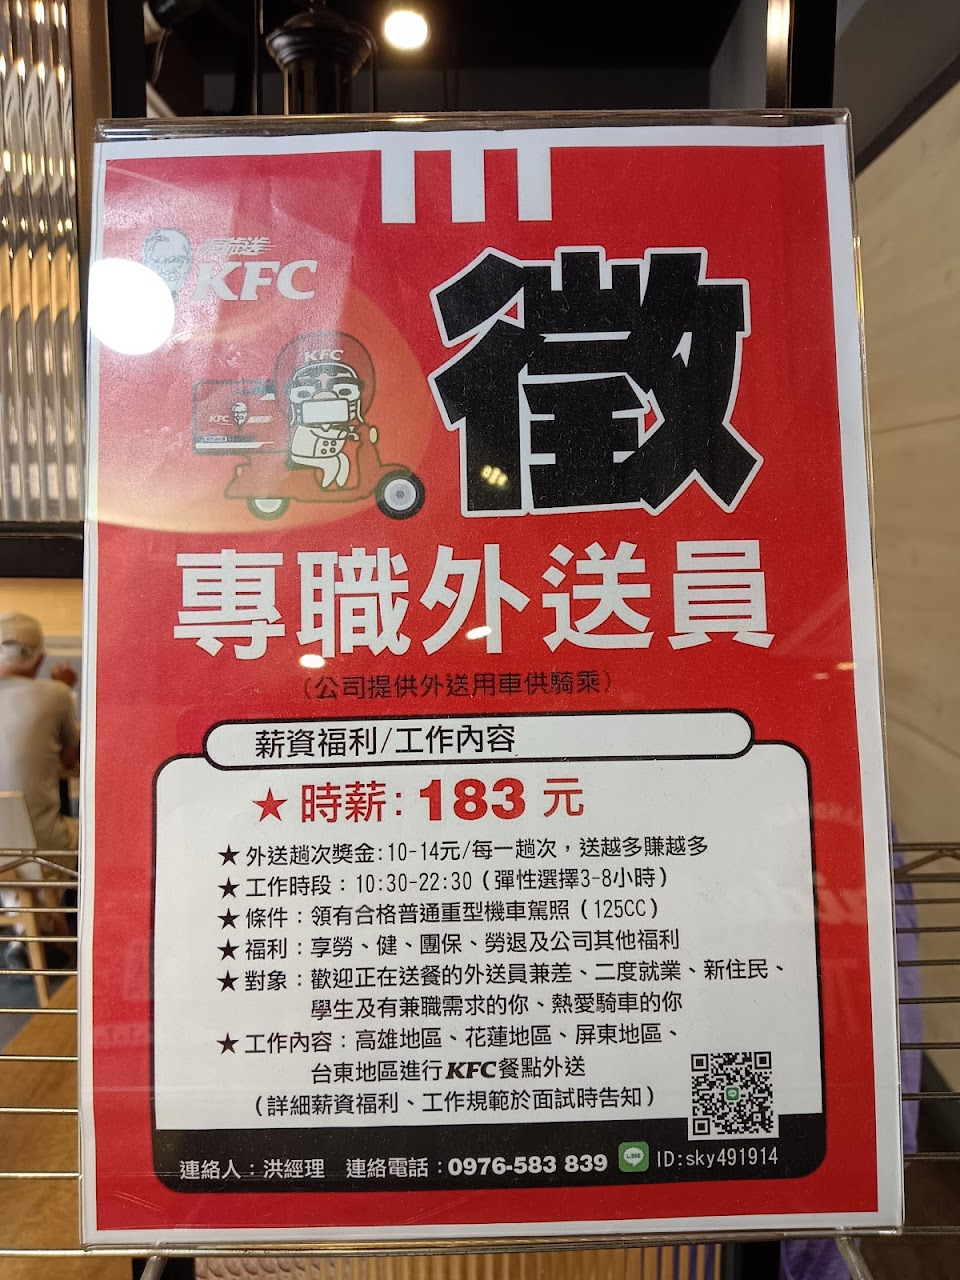 KFC
徵
KFC
KFC
專職外送員
（公司提供外送用車供騎乘）
薪資福利/工作內容
★時薪：183元
★外送趟次獎金:10-14元/每一趟次，送越多賺越多
★工作時段：10:30-22:30（彈性選擇3-8小時）
★條件：領有合格普通重型機車駕照（125CC）
★福利：享勞、健、團保、勞退及公司其他福利
★對象：歡迎正在送餐的外送員兼差、二度就業、新住民、
學生及有兼職需求的你、熱愛騎車的你
★工作內容：高雄地區、花蓮地區、屏東地區、
台東地區進行KFC餐點外送
（詳細薪資福利、工作規範於面試時告知）
連絡人：洪經理 連絡電話：0976-583 839 LINE ID:sky491914